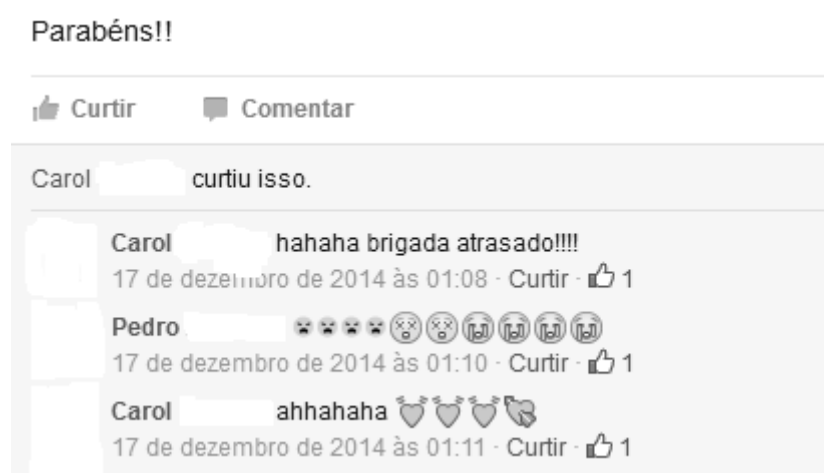 Parabéns!!
Curtir Comentar
Carol curtiu isso.
Carol hahaha brigada atrasado!!!!
17 de dezembro de 2014 às 01:08 · Curtir · 1
Pedro
17 de dezembro de 2014 às 01:10 · Curtir · 1
Carol ahhahaha
17 de dezembro de 2014 às 01:11 · Curtir · 1